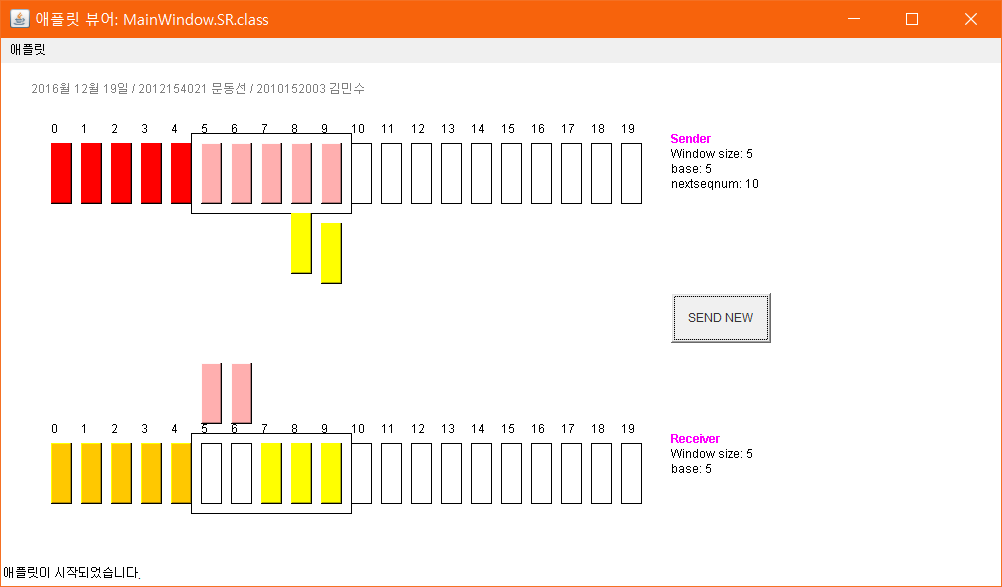 애플릿 뷰어: MainWindow.SR.class
애플릿
2016월 12월 19일 / 2012154021 문동선 / 2010152003 김민수
0 1 2 3 4 5 6 7 8 9 10 11 12 13 14 15 16 17 18 19
Sender
Window size: 5
base: 5
nextseqnum: 10
SEND NEW
0 1 2 3 4 5 6 7 8 9 10 11 12 13 14 15 16 17 18 19
Receiver
Window size: 5
base: 5
애플릿이 시작되었습니다.